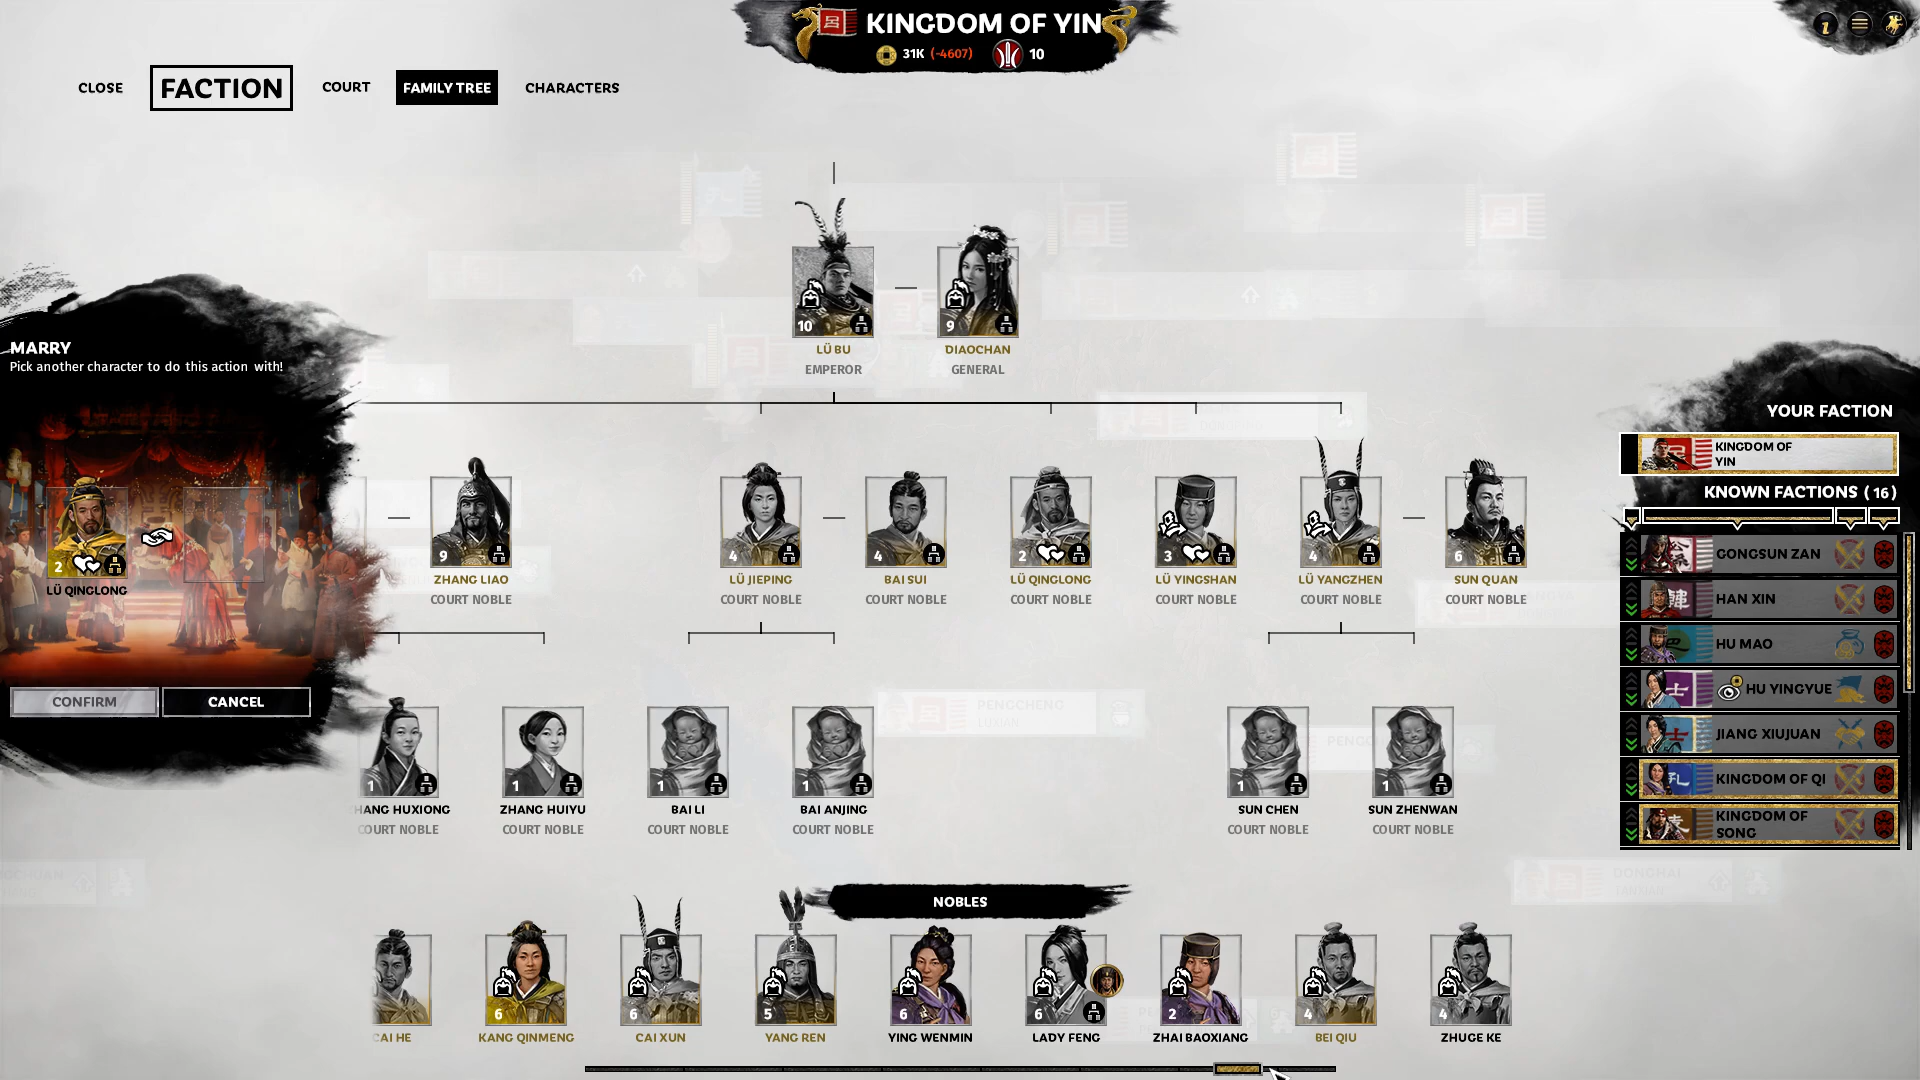 KINGDOM OF YIN
31K (-4607) 10
CLOSE FACTION COURT FAMILY TREE CHARACTERS
10 9
LÜ BU DIAOCHAN
EMPEROR GENERAL
MARRY
Pick another character to do this action with!
2
LÜ QINGLONG
CONFIRM CANCEL
9 4 4 2 3 4 6
ZHANG LIAO LÜ JIEPING BAI SUI LÜ QINGLONG LÜ YINGSHAN LÜ YANGZHEN SUN QUAN
COURT NOBLE COURT NOBLE COURT NOBLE COURT NOBLE COURT NOBLE COURT NOBLE COURT NOBLE
1 1 1 1 1 1
HANG HUXIONG ZHANG HUIYU BAI LI BAI ANJING SUN CHEN SUN ZHENWAN
COURT NOBLE COURT NOBLE COURT NOBLE COURT NOBLE COURT NOBLE COURT NOBLE
PENGCHENG
DONGHAI
NOBLES
6 6 5 6 6 2 4 4
CAI HE KANG QINMENG CAI XUN YANG REN YING WENMIN LADY FENG ZHAI BAOXIANG BEI QIU ZHUGE KE
YOUR FACTION
KINGDOM OF
YIN
KNOWN FACTIONS (16)
GONGSUN ZAN
HAN XIN
HU MAO
HU YINGYUE
JIANG XIUJUAN
KINGDOM OF QI
KINGDOM OF
SONG